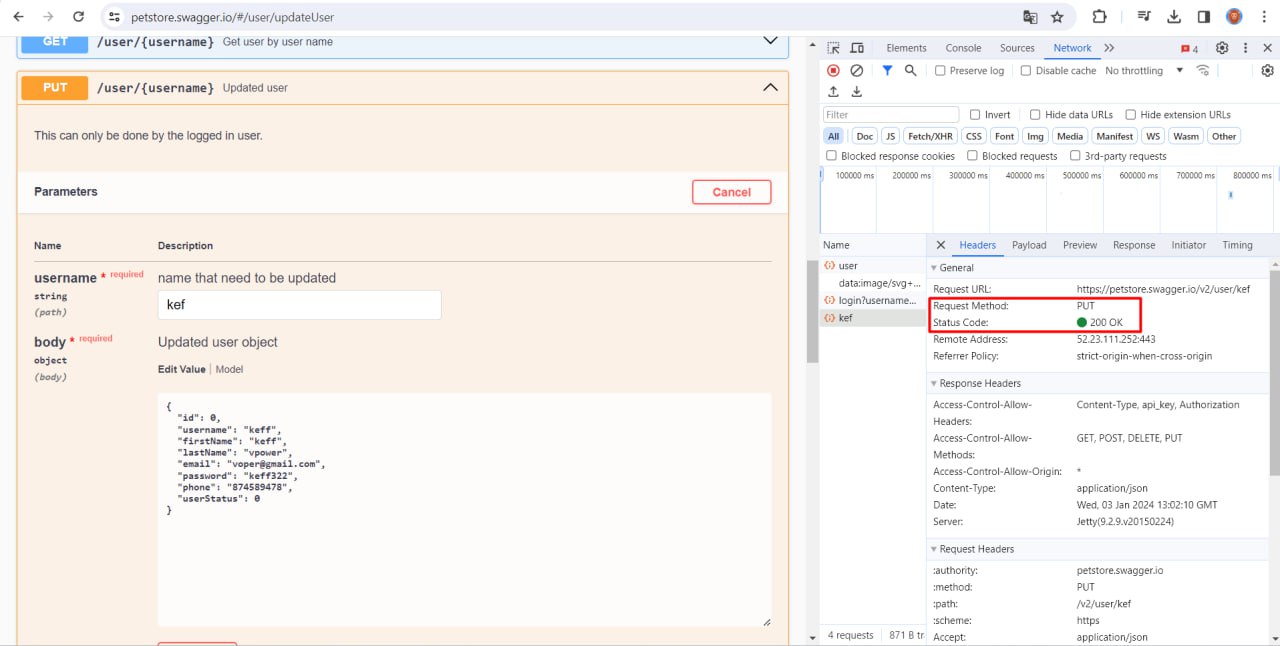 petstore.swagger.io/#/user/updateUser
GET /user/{username} Get user by user name
PUT /user/{username} Updated user
This can only be done by the logged in user.
Parameters
Cancel
Name Description
username * required
string
(path)
name that need to be updated
kef
body * required
object
(body)
Updated user object
Edit Value | Model
{
"id": 0,
"username": "keff",
"firstName": "keff",
"lastName": "vpower",
"email": "voper@gmail.com",
"password": "keff322",
"phone": "874589478",
"userStatus": 0
}
Elements Console Sources Network 4
Preserve log Disable cache No throttling
Filter Invert Hide data URLs Hide extension URLs
All Doc JS Fetch/XHR CSS Font Img Media Manifest WS Wasm Other
Blocked response cookies Blocked requests 3rd-party requests
100000 ms 200000 ms 300000 ms 400000 ms 500000 ms 600000 ms 700000 ms 800000 ms
Name
user
data:image/svg+...
login?username...
kef
4 requests 871 B tr
Headers Payload Preview Response Initiator Timing
General
Request URL: https://petstore.swagger.io/v2/user/kef
Request Method: PUT
Status Code: 200 OK
Remote Address: 52.23.111.252:443
Referrer Policy: strict-origin-when-cross-origin
Response Headers
Access-Control-Allow-Headers: Content-Type, api_key, Authorization
Access-Control-Allow-Methods: GET, POST, DELETE, PUT
Access-Control-Allow-Origin: *
Content-Type: application/json
Date: Wed, 03 Jan 2024 13:02:10 GMT
Server: Jetty(9.2.9.v20150224)
Request Headers
:authority: petstore.swagger.io
:method: PUT
:path: /v2/user/kef
:scheme: https
Accept: application/json